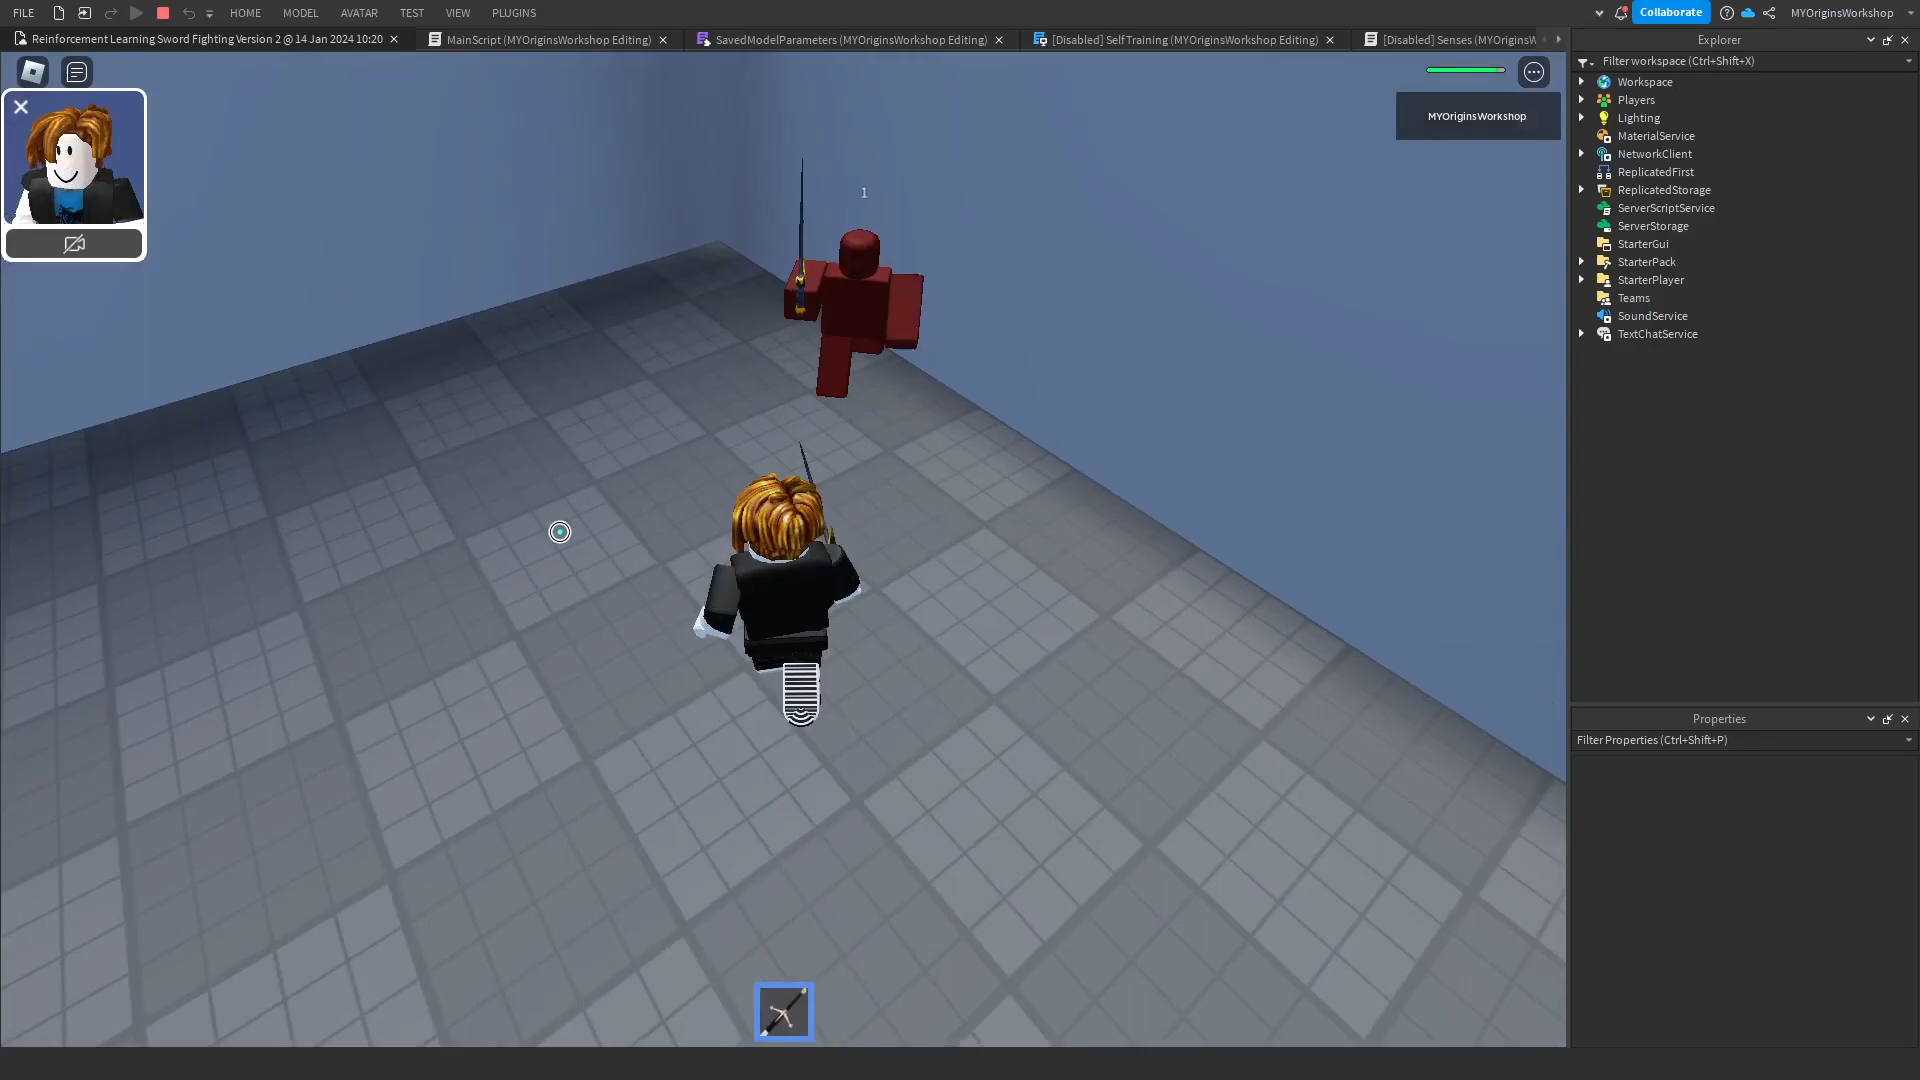 FILE HOME MODEL AVATAR TEST VIEW PLUGINS Collaborate MYOriginsWorkshop
Reinforcement Learning Sword Fighting Version 2 @ 14 Jan 2024 10:20 MainScript (MYOriginsWorkshop Editing) SavedModelParameters (MYOriginsWorkshop Editing) [Disabled] SelfTraining (MYOriginsWorkshop Editing) [Disabled] Senses (MYOriginsW
MYOriginsWorkshop
1
Explorer
Filter workspace (Ctrl+Shift+X)
Workspace
Players
Lighting
MaterialService
NetworkClient
ReplicatedFirst
ReplicatedStorage
ServerScriptService
ServerStorage
StarterGui
StarterPack
StarterPlayer
Teams
SoundService
TextChatService
Properties
Filter Properties (Ctrl+Shift+P)